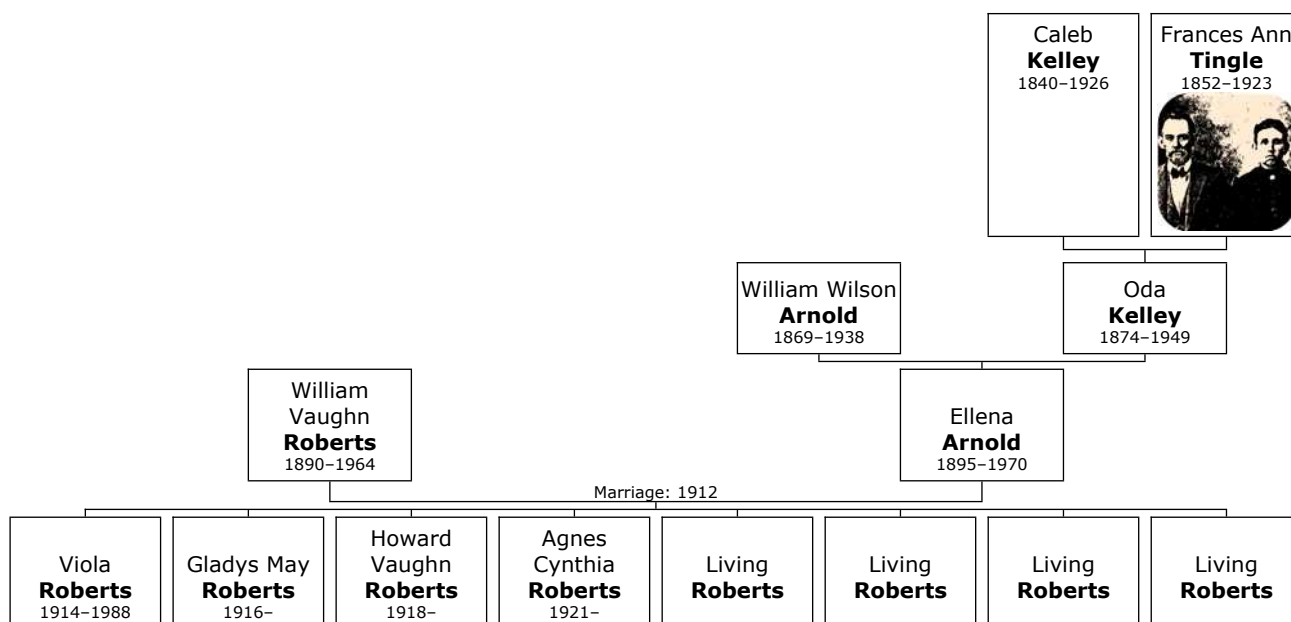 Caleb
Kelley
1840–1926
Frances Ann
Tingle
1852–1923
William Wilson
Arnold
1869–1938
Oda
Kelley
1874–1949
William
Vaughn
Roberts
1890–1964
Ellena
Arnold
1895–1970
Marriage: 1912
Viola
Roberts
1914–1988
Gladys May
Roberts
1916–
Howard
Vaughn
Roberts
1918–
Agnes
Cynthia
Roberts
1921–
Living
Roberts
Living
Roberts
Living
Roberts
Living
Roberts